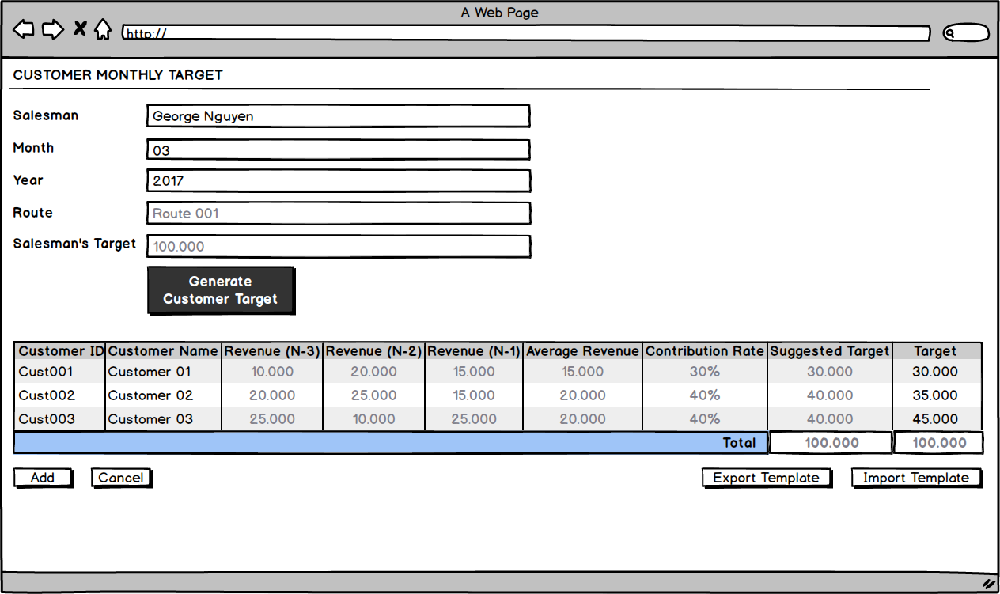 A Web Page
http://
CUSTOMER MONTHLY TARGET
Salesman George Nguyen
Month 03
Year 2017
Route Route 001
Salesman's Target 100.000
Generate
Customer Target
Customer ID Customer Name Revenue (N-3) Revenue (N-2) Revenue (N-1) Average Revenue Contribution Rate Suggested Target Target
Cust001 Customer 01 10.000 20.000 15.000 15.000 30% 30.000 30.000
Cust002 Customer 02 20.000 25.000 15.000 20.000 40% 40.000 35.000
Cust003 Customer 03 25.000 10.000 25.000 20.000 40% 40.000 45.000
Total 100.000 100.000
Add Cancel Export Template Import Template